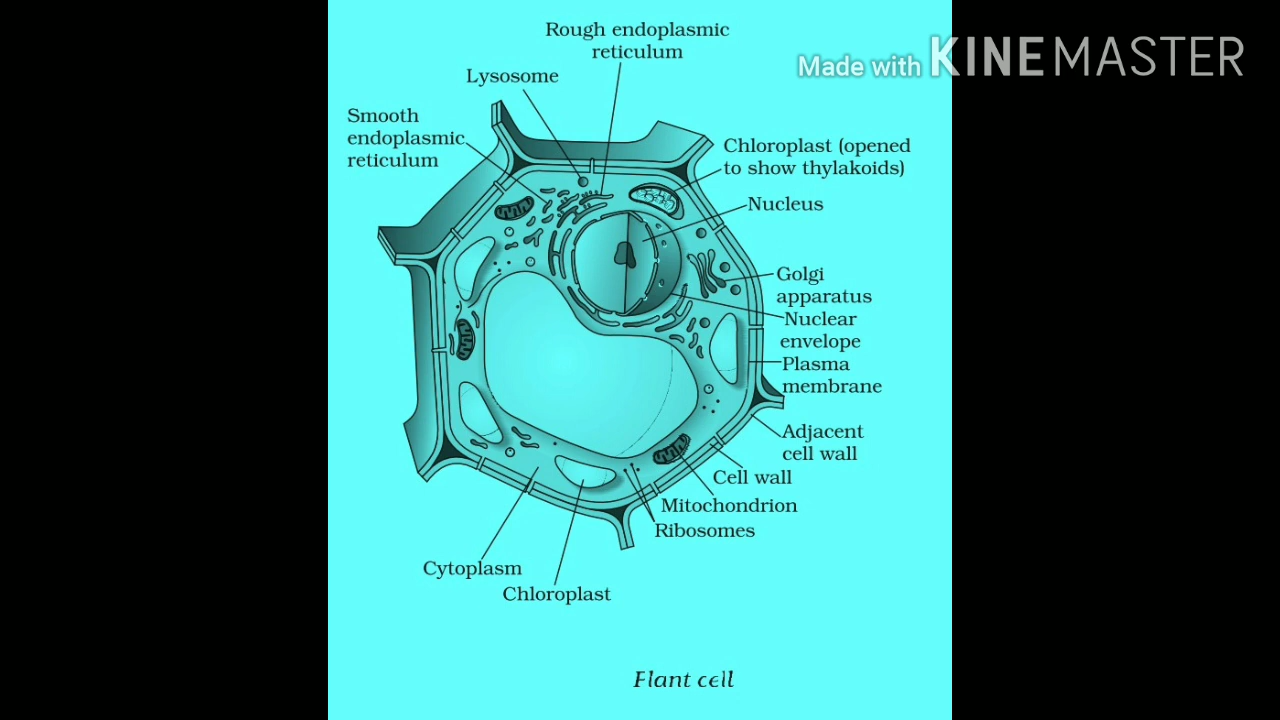 Rough endoplasmic
reticulum
Made with KINEMASTER
Lysosome
Smooth
endoplasmic
reticulum
Chloroplast (opened
to show thylakoids)
Nucleus
Golgi
apparatus
Nuclear
envelope
Plasma
membrane
Adjacent
cell wall
Cell wall
Mitochondrion
Ribosomes
Cytoplasm
Chloroplast
Plant cell